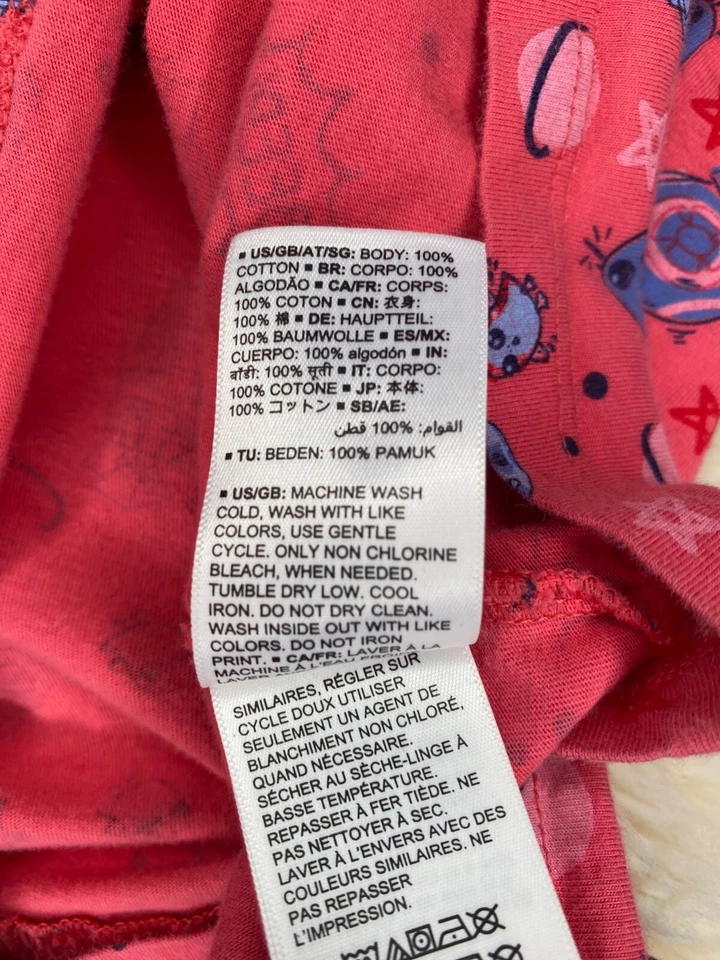 ▪ US/GB/AT/SG: BODY: 100%
COTTON ▪ BR: CORPO: 100%
ALGODÃO ▪ CA/FR: CORPS:
100% COTON ▪ CN: 衣身:
100% 棉 ▪ DE: HAUPTTEIL:
100% BAUMWOLLE ▪ ES/MX:
CUERPO: 100% algodón ▪ IN:
बॉडी: 100% सूती ▪ IT: CORPO:
100% COTONE ▪ JP: 本体:
100% コットン ▪ SB/AE:
القوام: 100% قطن
▪ TU: BEDEN: 100% PAMUK
▪ US/GB: MACHINE WASH
COLD, WASH WITH LIKE
COLORS, USE GENTLE
CYCLE. ONLY NON CHLORINE
BLEACH, WHEN NEEDED.
TUMBLE DRY LOW. COOL
IRON. DO NOT DRY CLEAN.
WASH INSIDE OUT WITH LIKE
COLORS. DO NOT IRON
PRINT. ▪ CA/FR: LAVER À LA
MACHINE À L'EAU
SIMILAIRES, RÉGLER SUR
CYCLE DOUX UTILISER
SEULEMENT UN AGENT DE
BLANCHIMENT NON CHLORÉ,
QUAND NÉCESSAIRE.
SÉCHER AU SÈCHE-LINGE À
BASSE TEMPÉRATURE.
REPASSER À FER TIÈDE. NE
PAS NETTOYER À SEC.
LAVER À L'ENVERS AVEC DES
COULEURS SIMILAIRES. NE
PAS REPASSER
L'IMPRESSION.